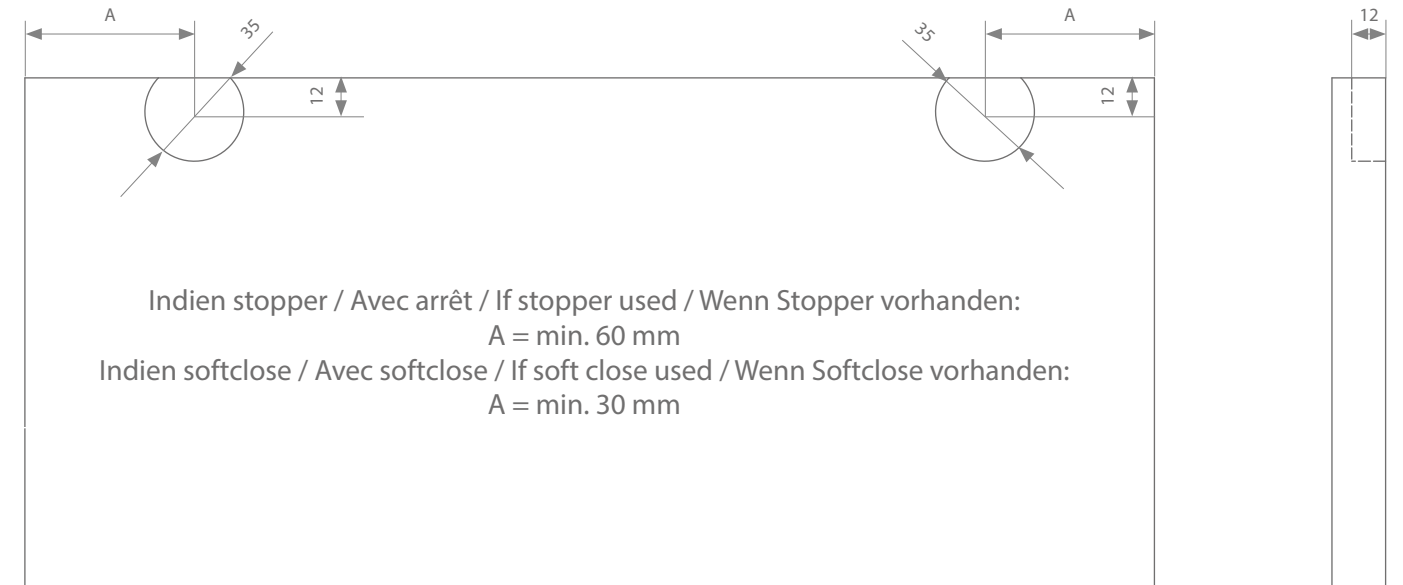 A
35
12
35
A
12
12
Indien stopper / Avec arrêt / If stopper used / Wenn Stopper vorhanden:
A = min. 60 mm
Indien softclose / Avec softclose / If soft close used / Wenn Softclose vorhanden:
A = min. 30 mm